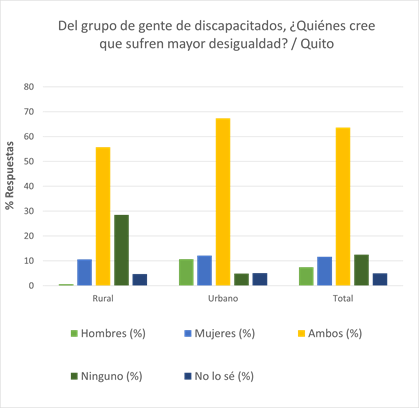 Del grupo de gente de discapacitados, ¿Quiénes cree
que sufren mayor desigualdad? / Quito
% Respuestas
80
70
60
50
40
30
20
10
0
Rural Urbano Total
Hombres (%) Mujeres (%) Ambos (%)
Ninguno (%) No lo sé (%)